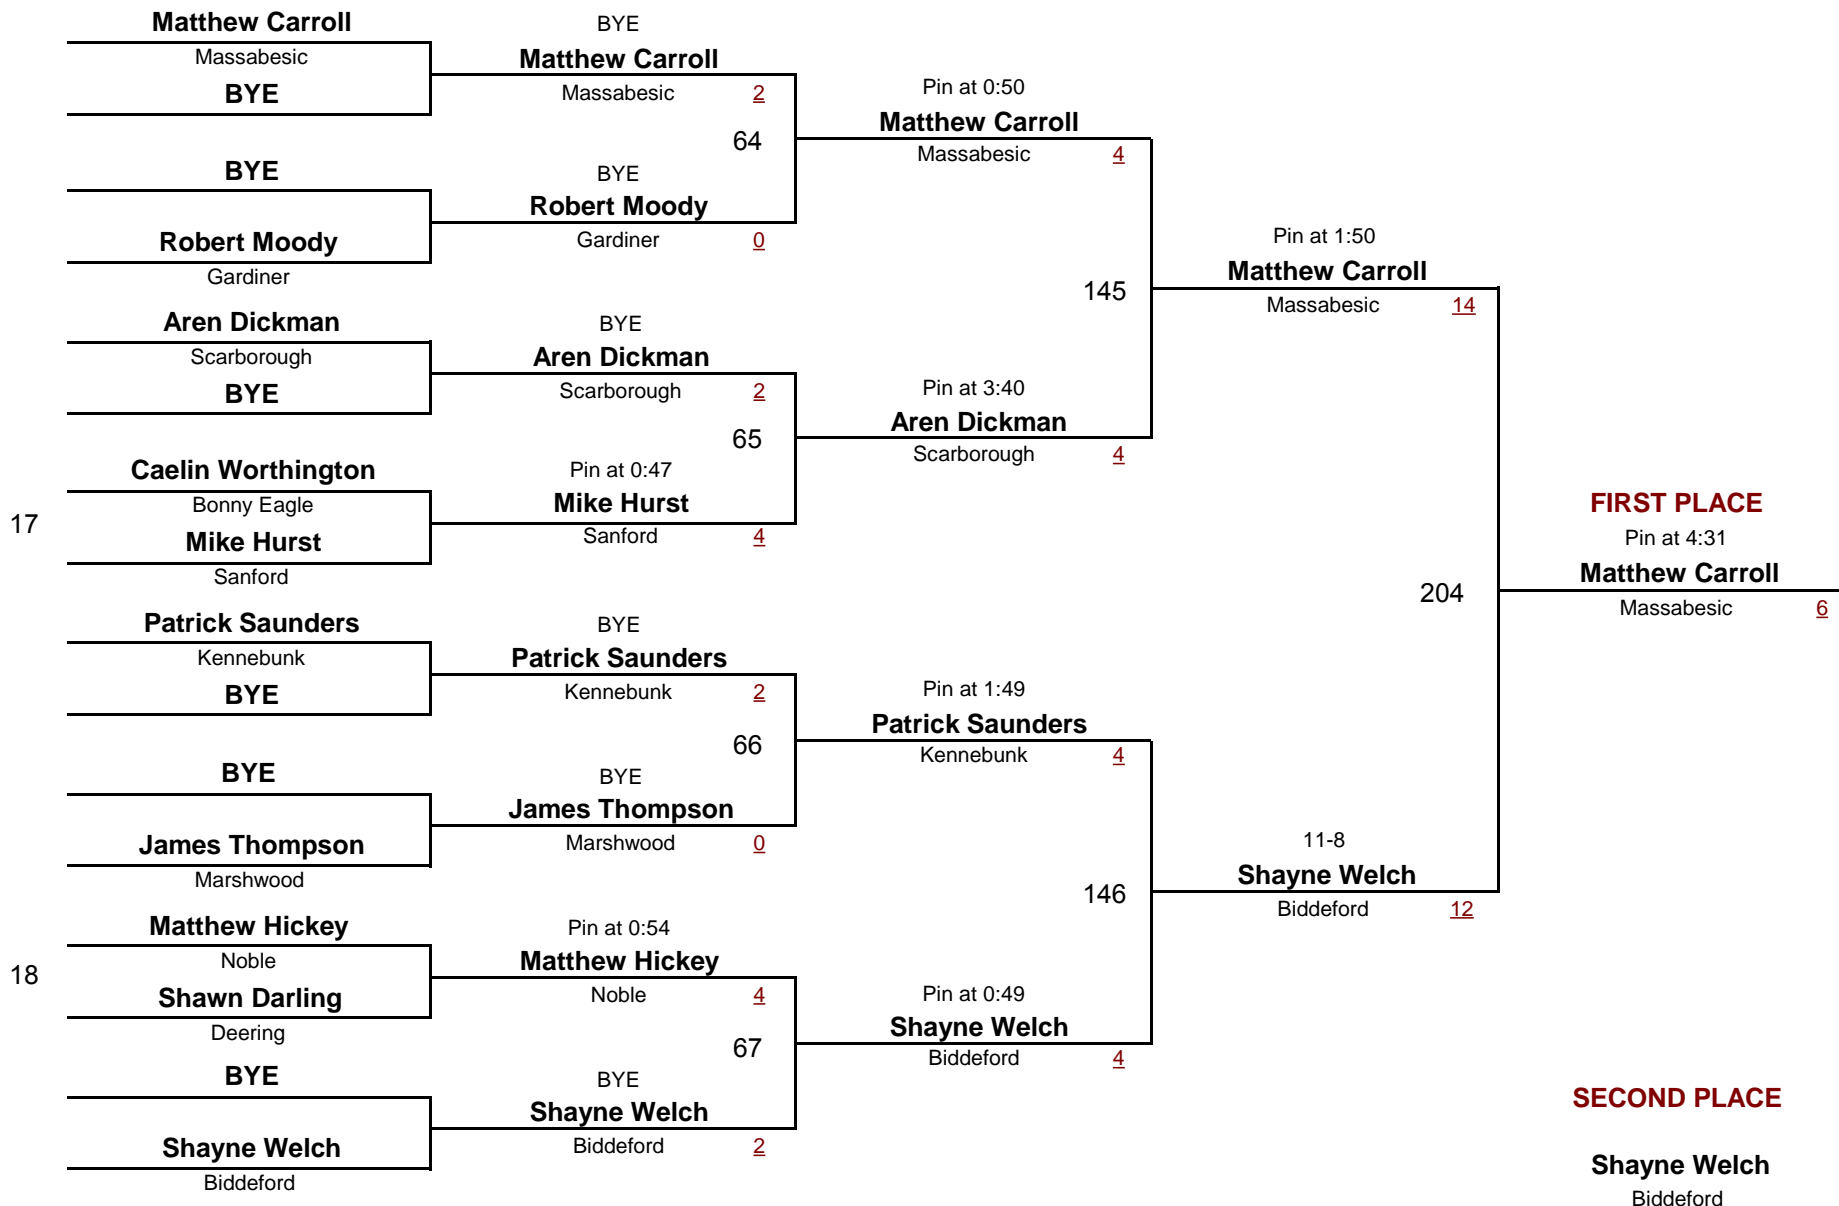 Matthew Carroll
Massabesic
BYE
BYE
Robert Moody
Gardiner
Aren Dickman
Scarborough
BYE
17
Caelin Worthington
Bonny Eagle
Mike Hurst
Sanford
Patrick Saunders
Kennebunk
BYE
BYE
James Thompson
Marshwood
18
Matthew Hickey
Noble
Shawn Darling
Deering
BYE
Shayne Welch
Biddeford
BYE
Matthew Carroll
Massabesic 2
64
BYE
Robert Moody
Gardiner 0
BYE
Aren Dickman
Scarborough 2
65
Pin at 0:47
Mike Hurst
Sanford 4
BYE
Patrick Saunders
Kennebunk 2
66
BYE
James Thompson
Marshwood 0
Pin at 0:54
Matthew Hickey
Noble 4
67
BYE
Shayne Welch
Biddeford 2
Pin at 0:50
Matthew Carroll
Massabesic 4
145
Pin at 3:40
Aren Dickman
Scarborough 4
Pin at 1:49
Patrick Saunders
Kennebunk 4
146
Pin at 0:49
Shayne Welch
Biddeford 4
Pin at 1:50
Matthew Carroll
Massabesic 14
204
11-8
Shayne Welch
Biddeford 12
FIRST PLACE
Pin at 4:31
Matthew Carroll
Massabesic 6
SECOND PLACE
Shayne Welch
Biddeford